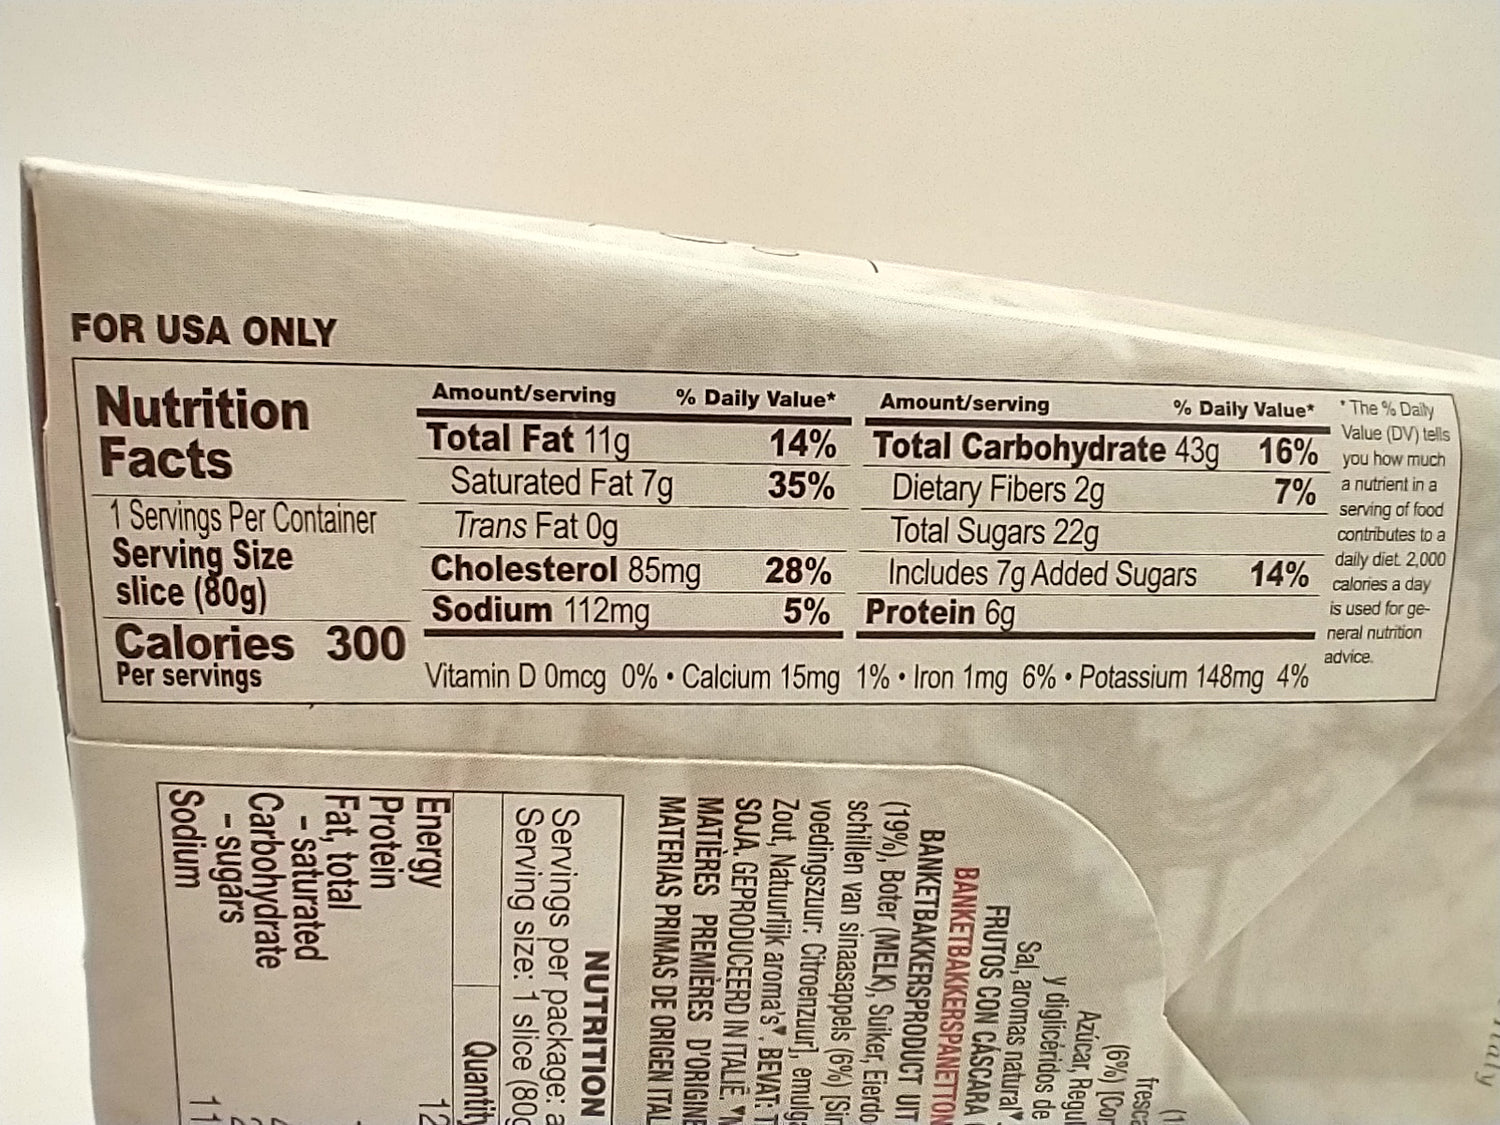 FOR USA ONLY
Nutrition
Facts
1 Servings Per Container
Serving Size
slice (80g)
Calories 300
Per servings
Amount/serving % Daily Value*
Total Fat 11g 14%
Saturated Fat 7g 35%
Trans Fat 0g
Cholesterol 85mg 28%
Sodium 112mg 5%
Amount/serving % Daily Value*
Total Carbohydrate 43g 16%
Dietary Fibers 2g 7%
Total Sugars 22g
Includes 7g Added Sugars 14%
Protein 6g
Vitamin D 0mcg 0% • Calcium 15mg 1% • Iron 1mg 6% • Potassium 148mg 4%
* The % Daily
Value (DV) tells
you how much
a nutrient in a
serving of food
contributes to a
daily diet. 2,000
calories a day
is used for ge-
neral nutrition
advice.
(6%)
Azúcar,
y diglicéridos de
Sal, aromas natural
FRUTOS CON CÁSCARA
BANKETBAKKERSPANETTON
BANKETBAKKERSPRODUCT UIT
(19%), Boter (MELK), Suiker, Eierdo
schillen van sinaasappels (6%)
voedingszuur: Citroenzuur], emulga
Zout, Natuurlijk aroma's. BEVAT:
SOJA. GEPRODUCEERD IN ITALIË.
MATIÈRES PREMIÈRES D'ORIGINE
MATERIAS PRIMAS DE ORIGEN ITAL
NUTRITION
Servings per package:
Serving size: 1 slice (80g
Quantity
Energy
Protein
Fat, total
- saturated
Carbohydrate
- sugars
Sodium